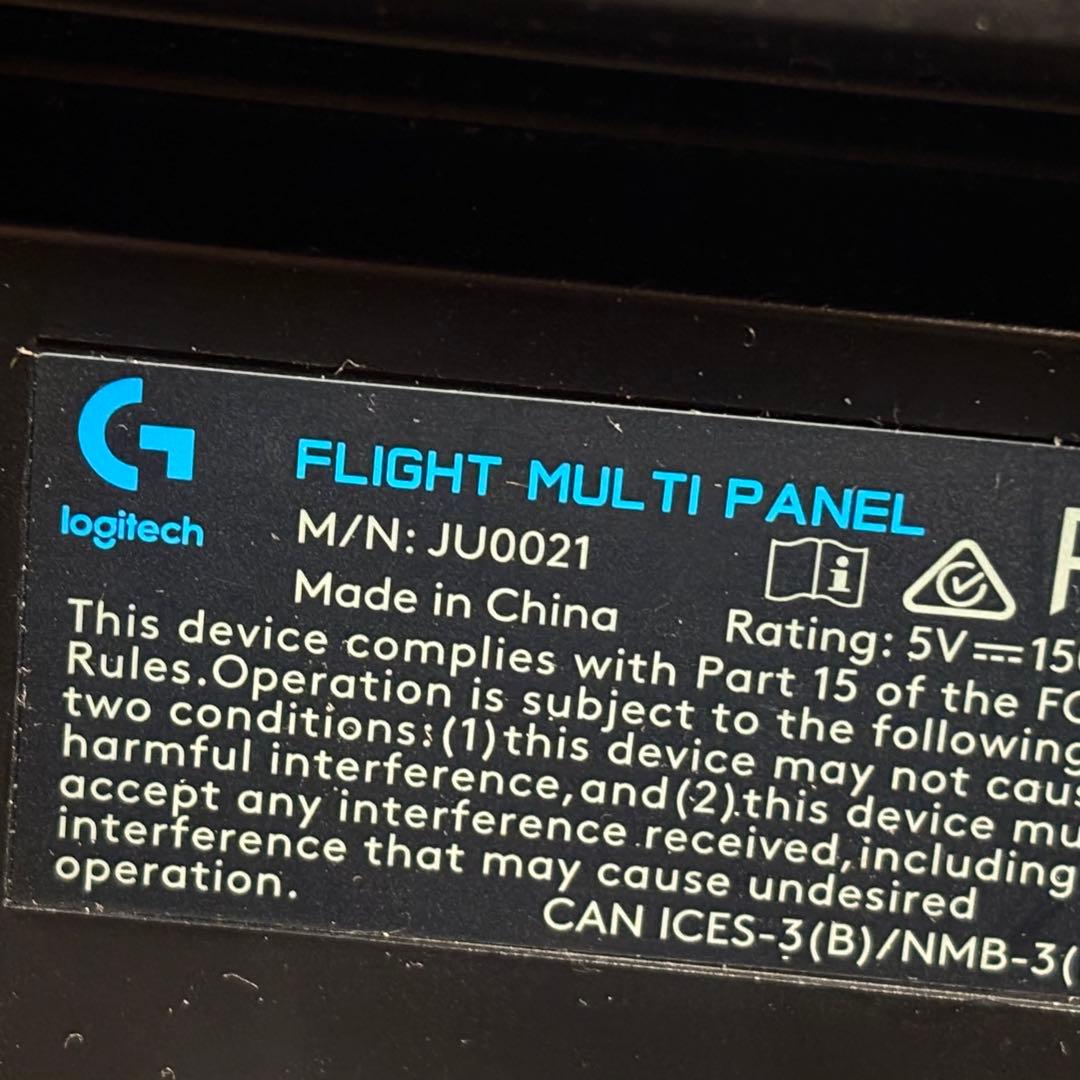 FLIGHT MULTI PANEL
logitech
M/N: JU0021
Made in China
Rating: 5V⎓15
This device complies with Part 15 of the
Rules.Operation is subject to the following
two conditions:(1)this device may not
harmful interference,and(2).this device
accept any interference received,including
interference that may cause undesired
operation.
CAN ICES-3(B)/NMB-3(